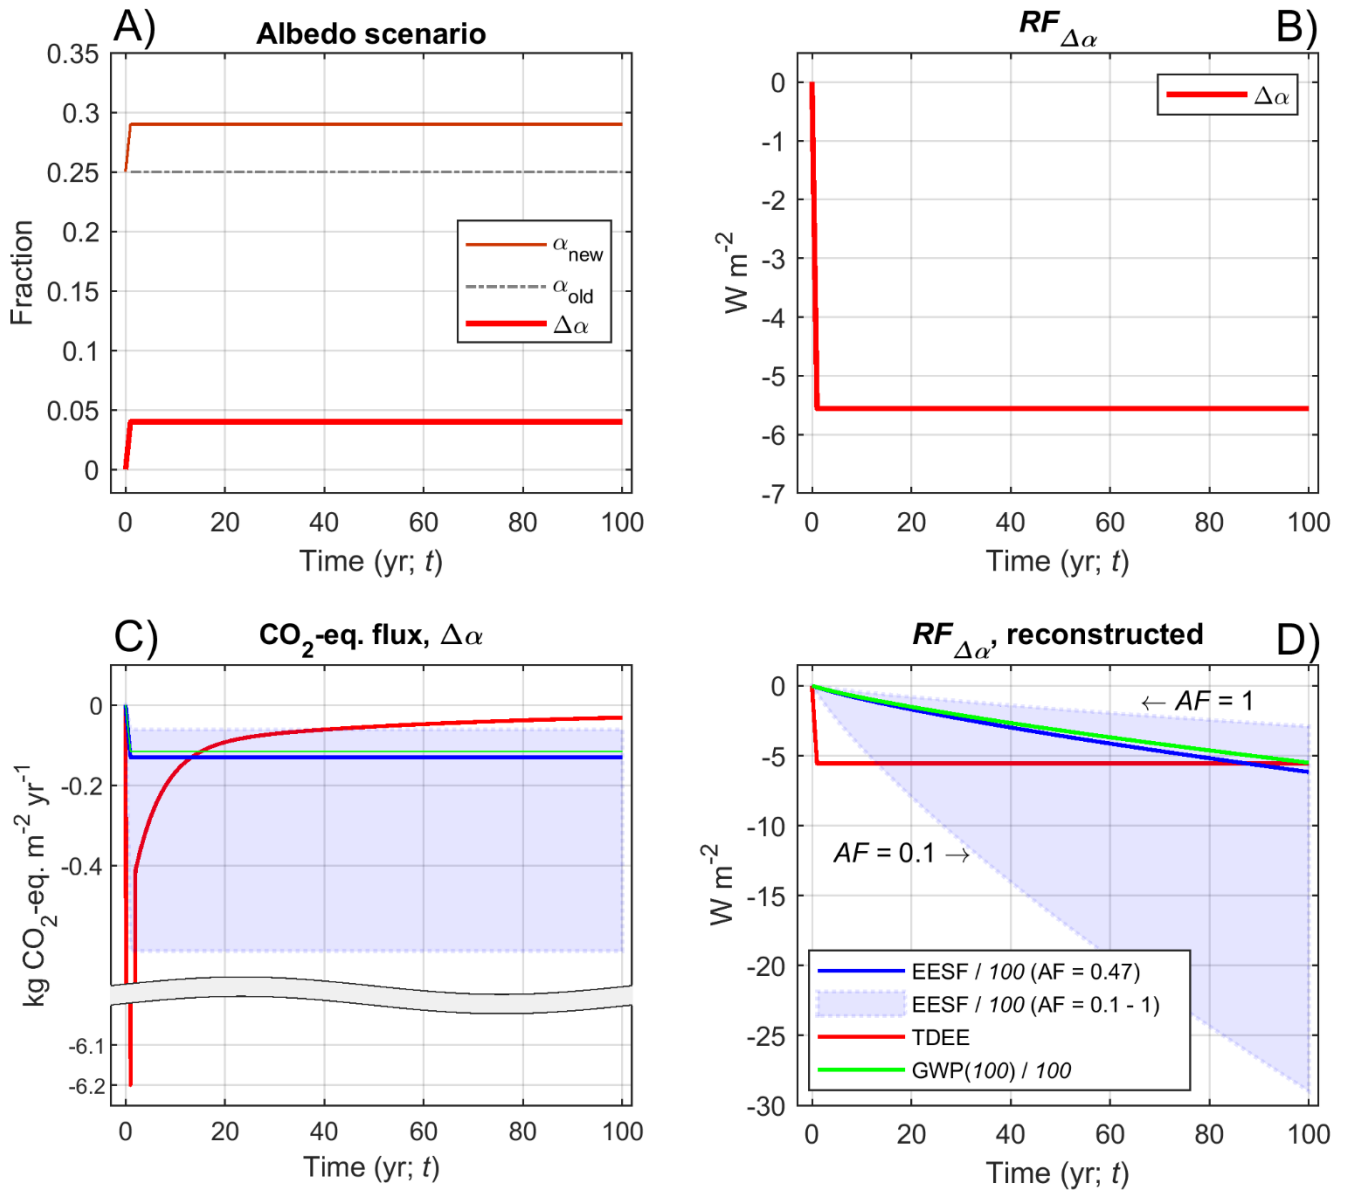 A)
Albedo scenario
0.35
0.3
0.25
0.2
0.15
0.1
0.05
0
Fraction
α_new
α_old
Δα
0 20 40 60 80 100
Time (yr; t)
B)
RF_Δα
0
-1
-2
-3
-4
-5
-6
-7
W m⁻²
Δα
0 20 40 60 80 100
Time (yr; t)
C)
CO₂-eq. flux, Δα
0
-0.2
-0.4
-6.1
-6.2
kg CO₂-eq. m⁻² yr⁻¹
0 20 40 60 80 100
Time (yr; t)
D)
RF_Δα, reconstructed
0
-5
-10
-15
-20
-25
-30
W m⁻²
← AF = 1
AF = 0.1 →
EESF / 100 (AF = 0.47)
EESF / 100 (AF = 0.1 - 1)
TDEE
GWP(100) / 100
0 20 40 60 80 100
Time (yr; t)